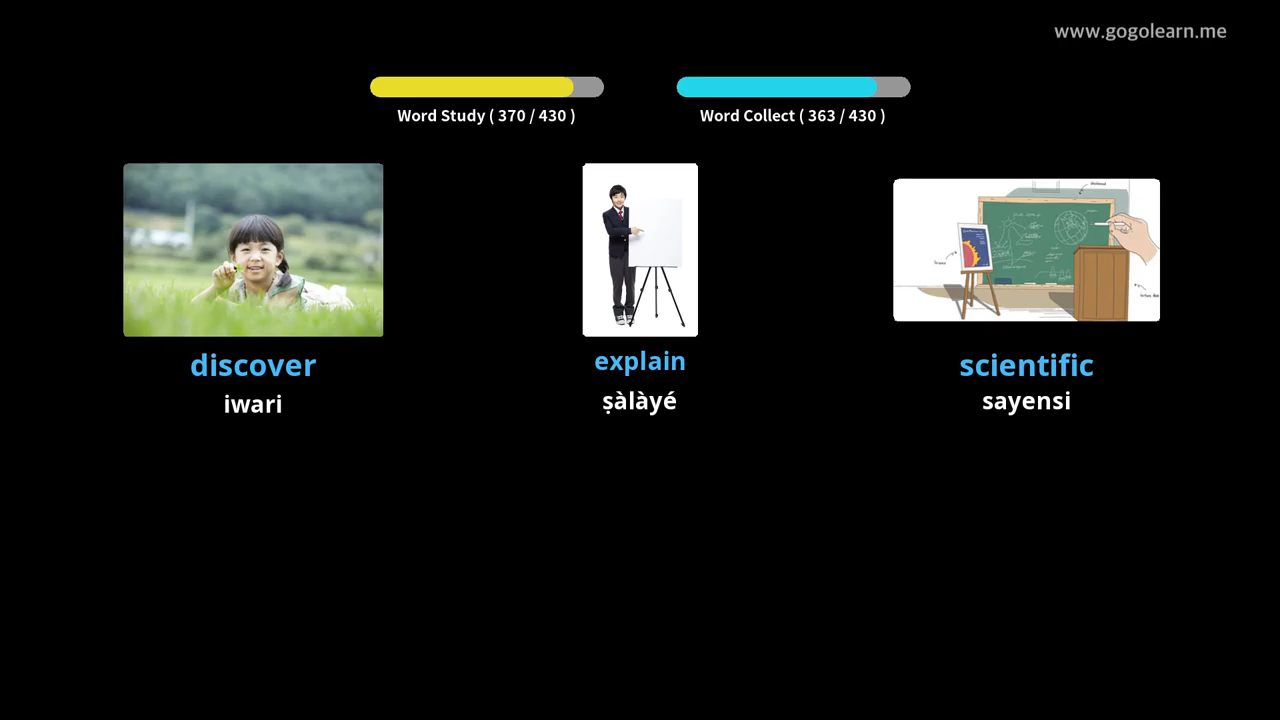 www.gogolearn.me
Word Study ( 370 / 430 )
Word Collect ( 363 / 430 )
discover
explain
scientific
iwari
ṣàlàyé
sayensi